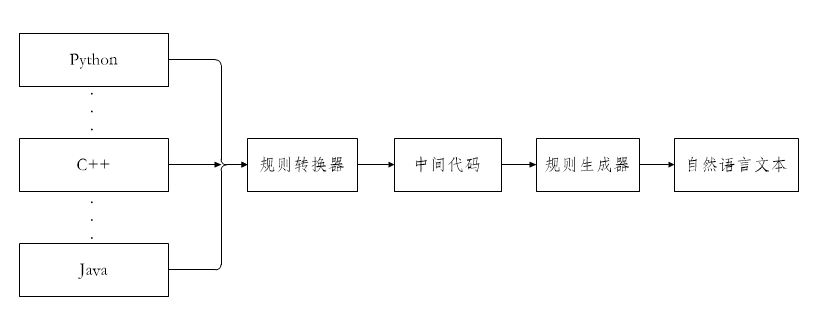 Python
C++
规则转换器
中间代码
规则生成器
自然语言文本
Java